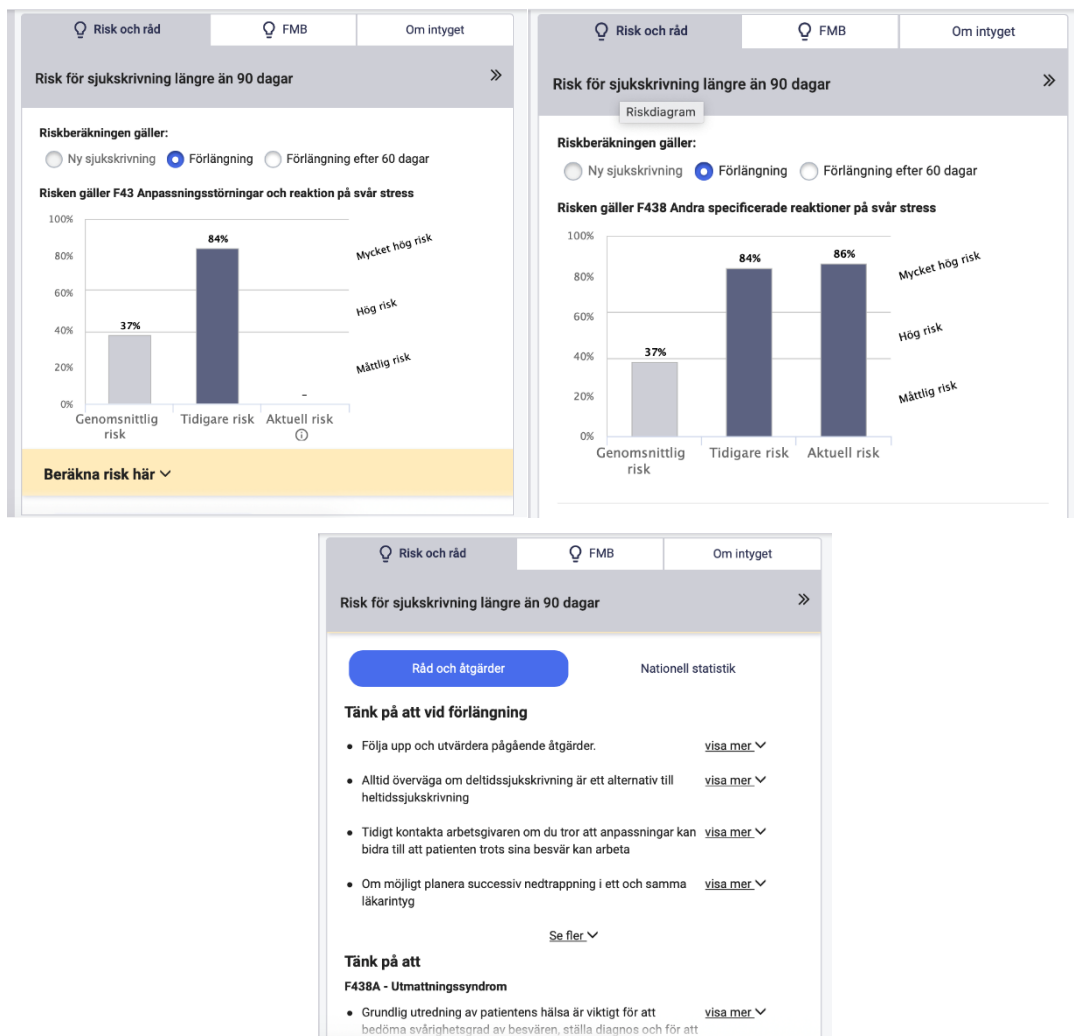 Risk och råd
FMB
Om intyget
Risk för sjukskrivning längre än 90 dagar
Riskberäkningen gäller:
Ny sjukskrivning
Förlängning
Förlängning efter 60 dagar
Risken gäller F43 Anpassningsstörningar och reaktion på svår stress
100%
80%
60%
40%
20%
0%
37%
84%
–
Mycket hög risk
Hög risk
Måttlig risk
Genomsnittlig
risk
Tidigare risk
Aktuell risk
Beräkna risk här
Risk och råd
FMB
Om intyget
Risk för sjukskrivning längre än 90 dagar
Riskdiagram
Riskberäkningen gäller:
Ny sjukskrivning
Förlängning
Förlängning efter 60 dagar
Risken gäller F438 Andra specificerade reaktioner på svår stress
100%
80%
60%
40%
20%
0%
37%
84%
86%
Mycket hög risk
Hög risk
Måttlig risk
Genomsnittlig
risk
Tidigare risk
Aktuell risk
Risk och råd
FMB
Om intyget
Risk för sjukskrivning längre än 90 dagar
Råd och åtgärder
Nationell statistik
Tänk på att vid förlängning
• Följa upp och utvärdera pågående åtgärder. visa mer
• Alltid överväga om deltidssjukskrivning är ett alternativ till visa mer
heltidssjukskrivning
• Tidigt kontakta arbetsgivaren om du tror att anpassningar kan visa mer
bidra till att patienten trots sina besvär kan arbeta
• Om möjligt planera successiv nedtrappning i ett och samma visa mer
läkarintyg
Se fler
Tänk på att
F438A - Utmattningssyndrom
• Grundlig utredning av patientens hälsa är viktigt för att visa mer
bedöma svårighetsgrad av besvären, ställa diagnos och för att